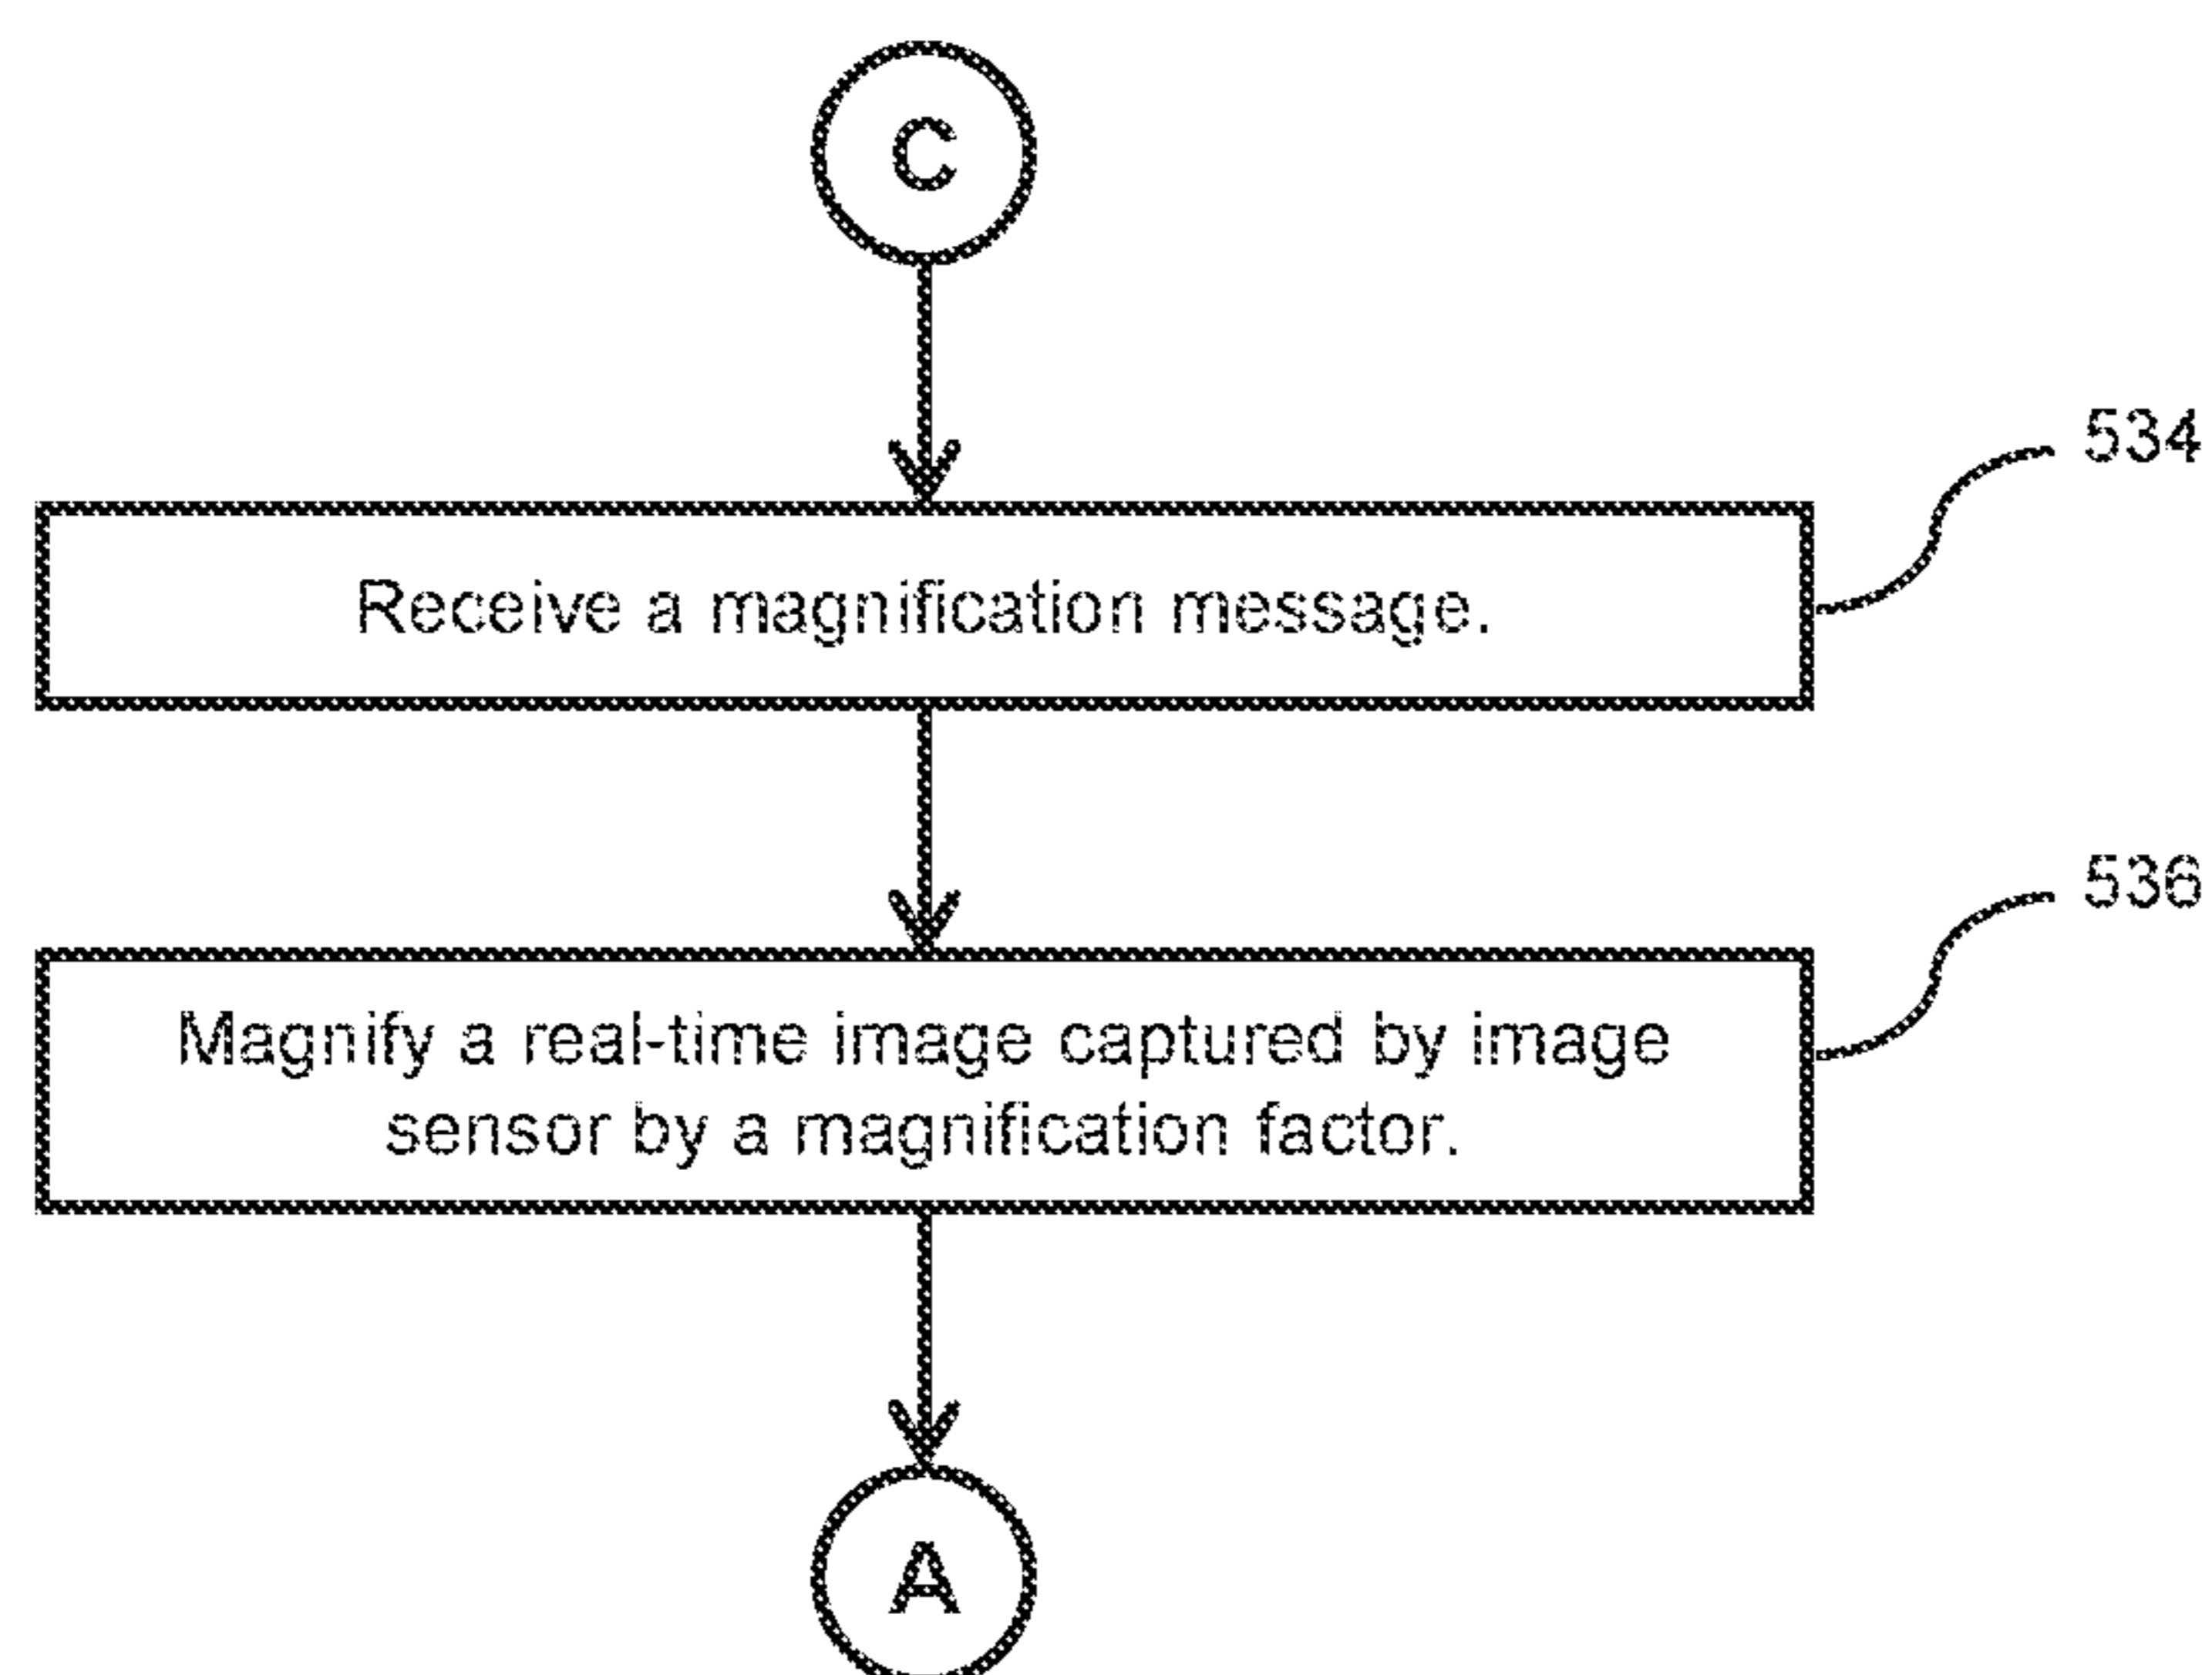 C
534
Receive a magnification message.
536
Magnify a real-time image captured by image
sensor by a magnification factor.
A